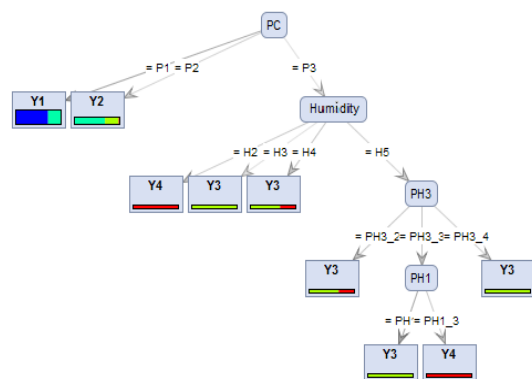 PC
= P1 = P2 = P3
Y1 Y2 Humidity
= H2 = H3 = H4 = H5
Y4 Y3 Y3 PH3
= PH3_2 = PH3_3 = PH3_4
Y3 PH1 Y3
= PH = PH1_3
Y3 Y4